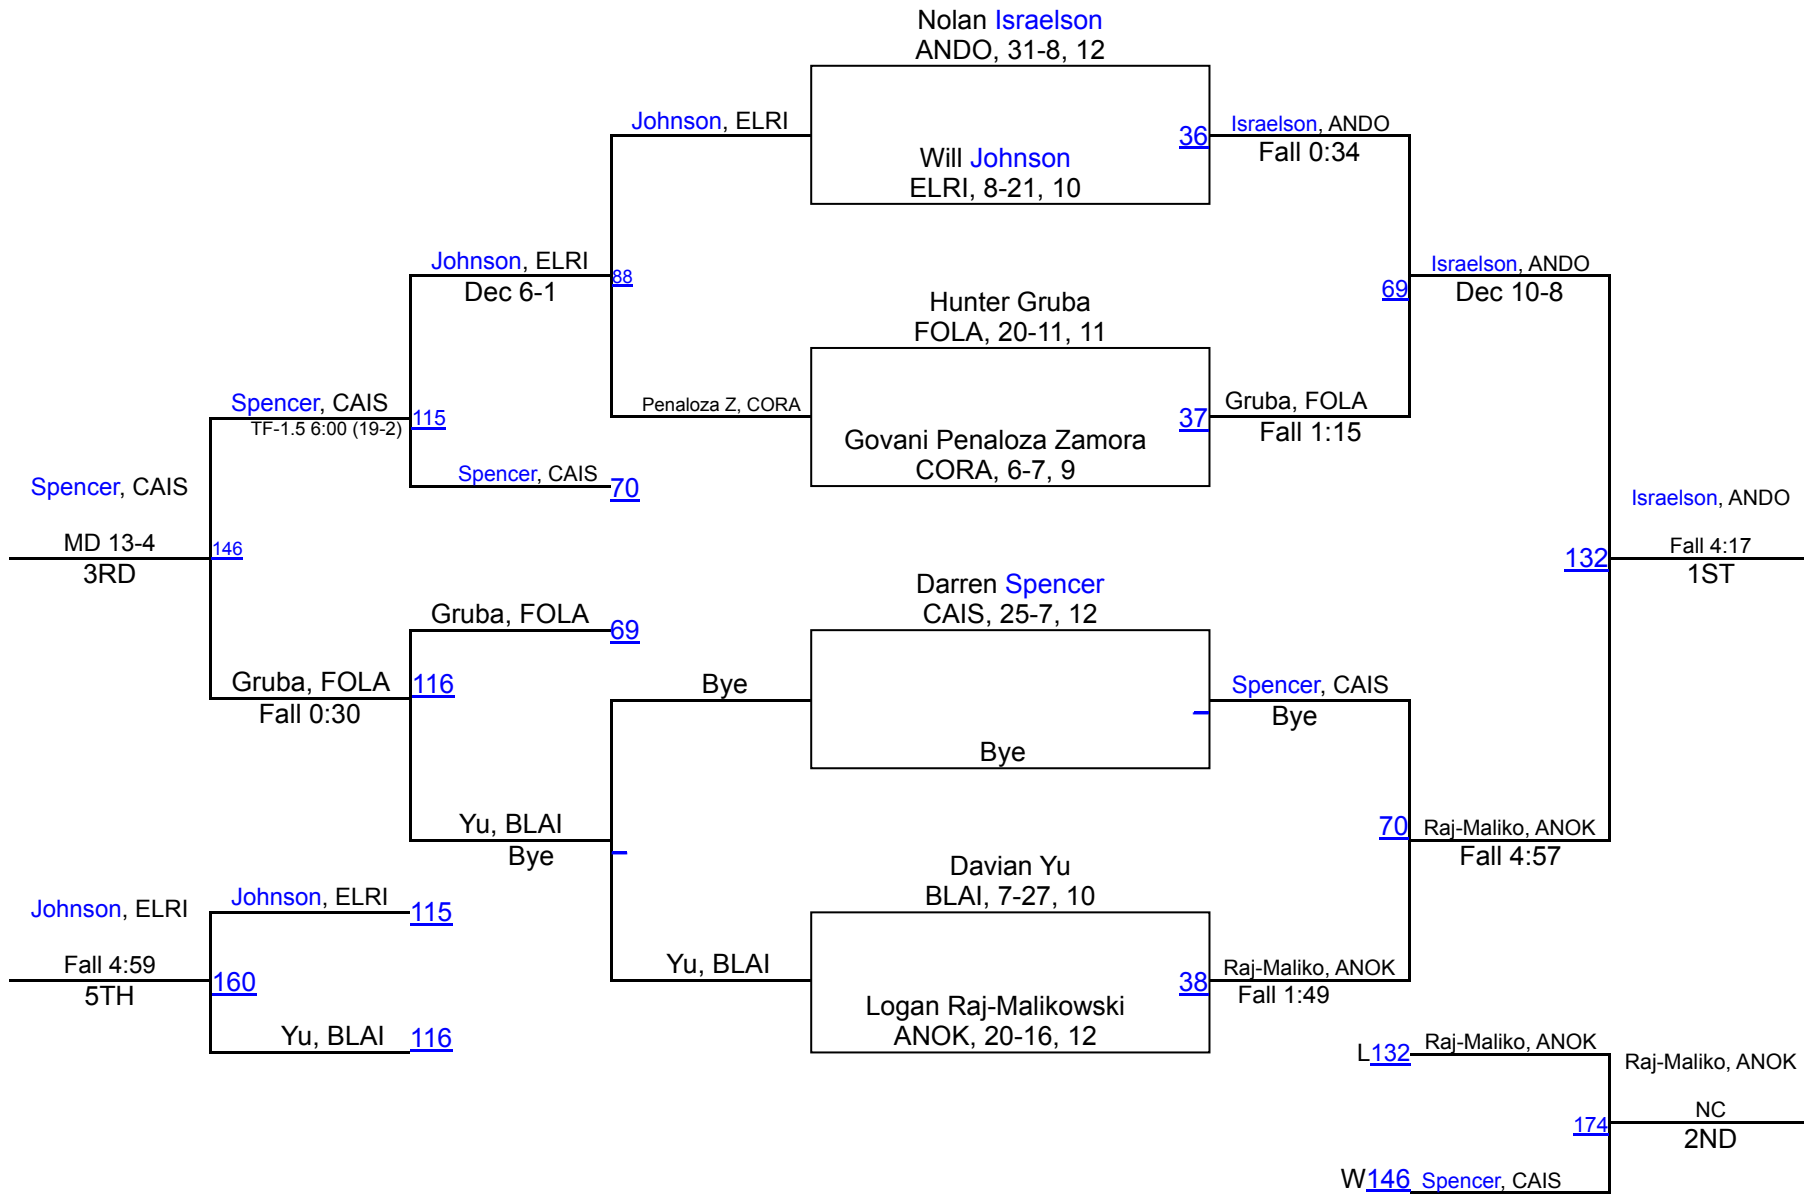 Nolan Israelson
ANDO, 31-8, 12
Johnson, ELRI
36
Israelson, ANDO
Fall 0:34
Will Johnson
ELRI, 8-21, 10
Johnson, ELRI
Dec 6-1
88
Israelson, ANDO
Dec 10-8
69
Hunter Gruba
FOLA, 20-11, 11
Spencer, CAIS
TF-1.5 6:00 (19-2)
115
Penaloza Z, CORA
37
Gruba, FOLA
Fall 1:15
Govani Penaloza Zamora
CORA, 6-7, 9
Spencer, CAIS
70
Spencer, CAIS
MD 13-4
3RD
146
Israelson, ANDO
Fall 4:17
1ST
132
Darren Spencer
CAIS, 25-7, 12
Gruba, FOLA
69
Gruba, FOLA
Fall 0:30
116
Bye
Spencer, CAIS
Bye
Bye
Yu, BLAI
Bye
70
Raj-Maliko, ANOK
Fall 4:57
Davian Yu
BLAI, 7-27, 10
Johnson, ELRI
Johnson, ELRI
115
Fall 4:59
5TH
160
Yu, BLAI
38
Raj-Maliko, ANOK
Fall 1:49
Logan Raj-Malikowski
ANOK, 20-16, 12
Yu, BLAI
116
L132
Raj-Maliko, ANOK
Raj-Maliko, ANOK
NC
2ND
174
W146
Spencer, CAIS